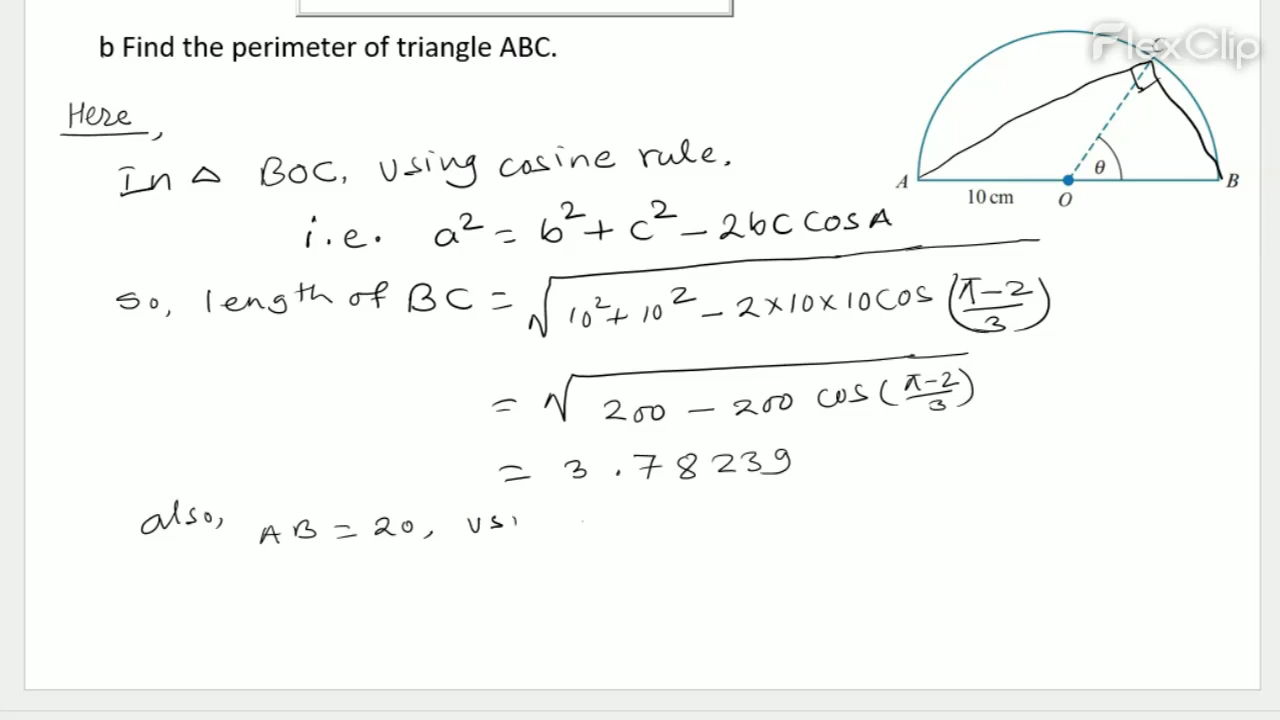 b Find the perimeter of triangle ABC.
FlexClip
C
Here,
In △ BOC, using cosine rule.
i.e. a² = b² + c² - 2bc cos A
A
10 cm
O
θ
B
so, length of BC = √(10² + 10² - 2×10×10cos((π-2)/3))
= √(200 - 200 cos((π-2)/3))
= 3.78239
also, AB = 20, usi